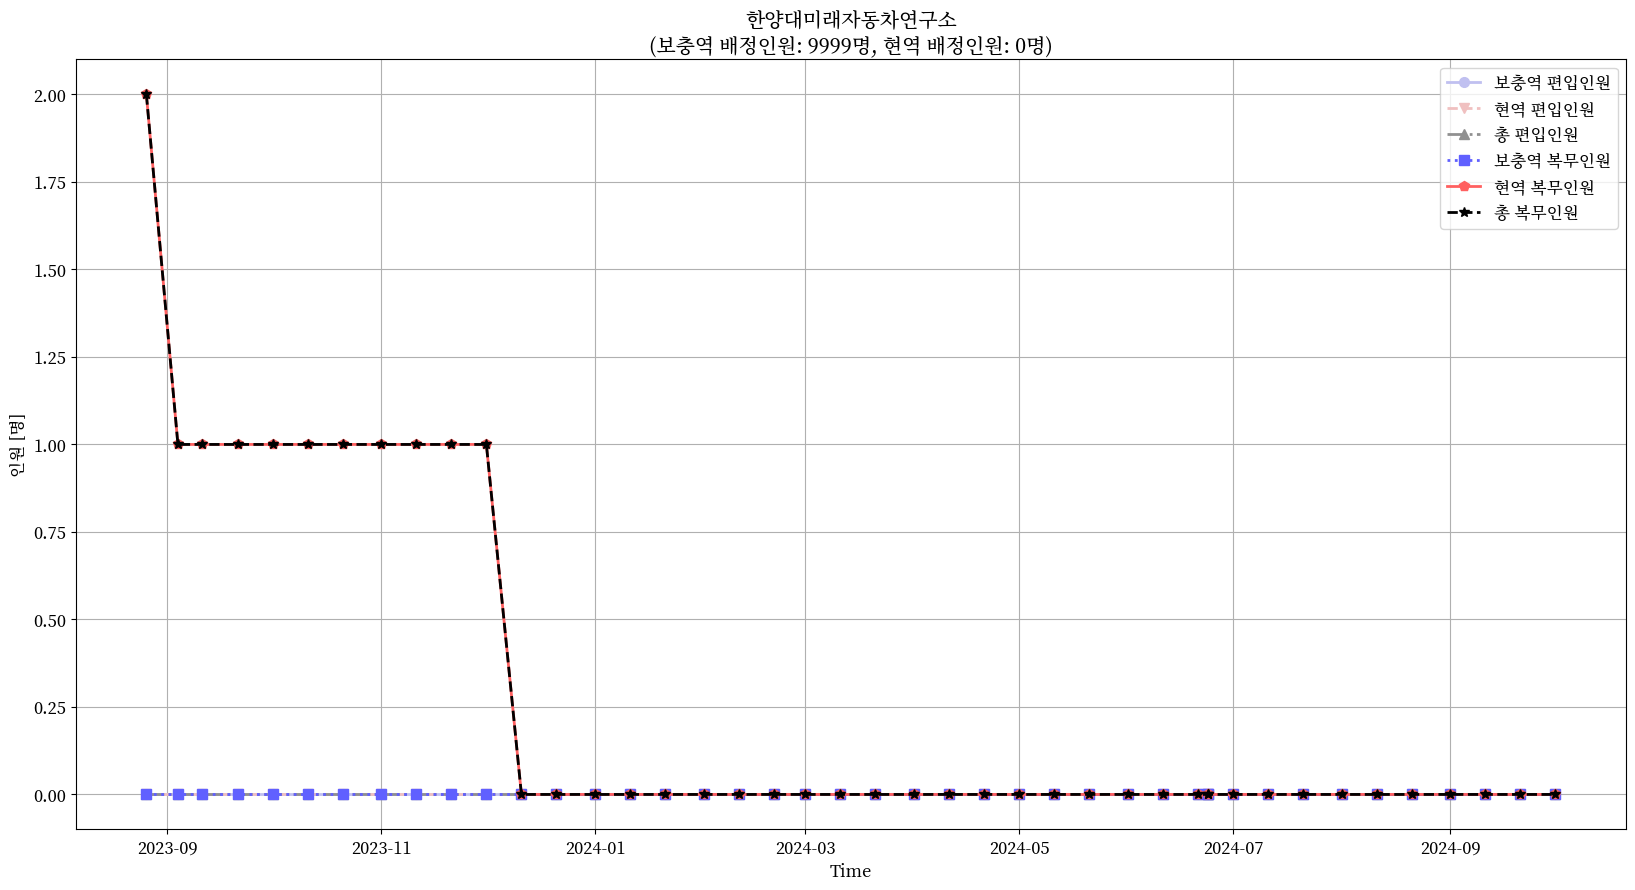 한양대미래자동차연구소
(보충역 배정인원: 9999명, 현역 배정인원: 0명)
보충역 편입인원
현역 편입인원
총 편입인원
보충역 복무인원
현역 복무인원
총 복무인원
인원 [명]
2.00
1.75
1.50
1.25
1.00
0.75
0.50
0.25
0.00
2023-09
2023-11
2024-01
2024-03
2024-05
2024-07
2024-09
Time